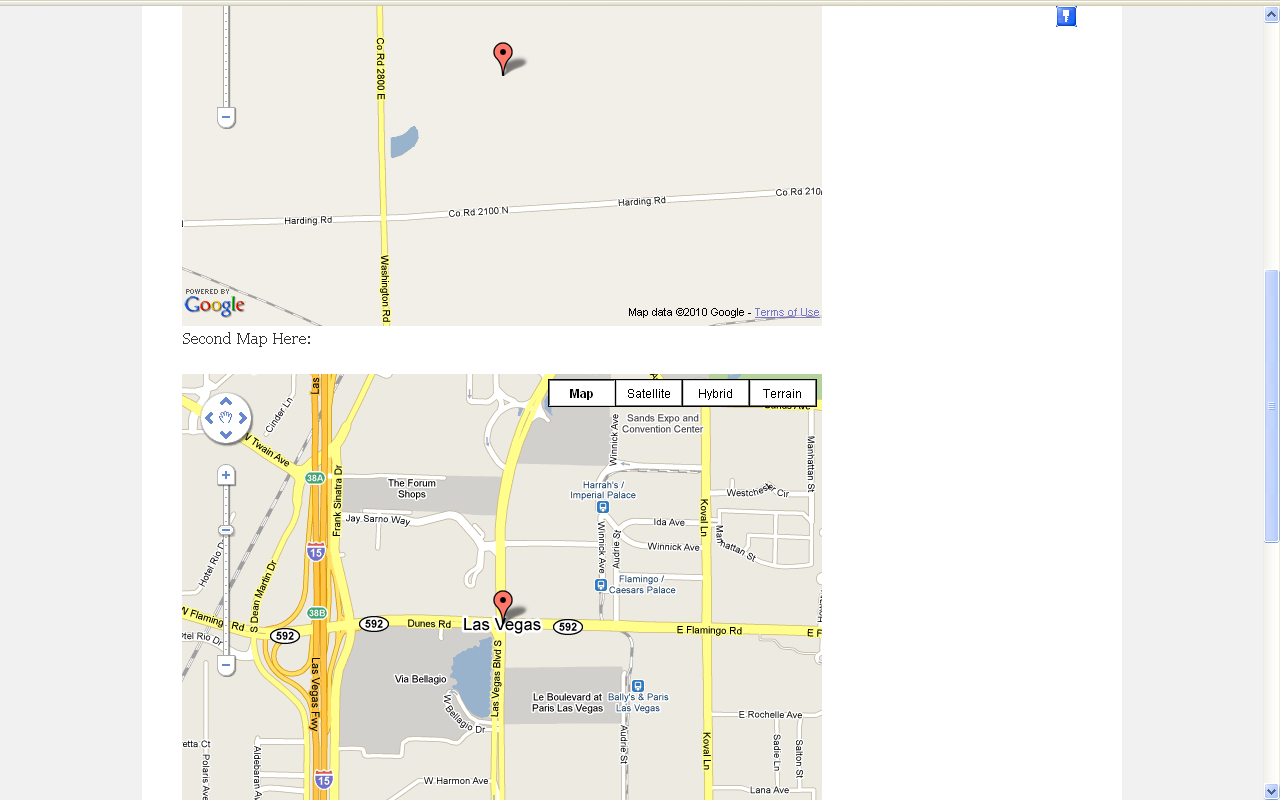 Co Rd 2800 E
Harding Rd
Co Rd 2100 N
Harding Rd
Co Rd 210
Washington Rd
POWERED BY
Google
Map data ©2010 Google - Terms of Use
Second Map Here:
Map Satellite Hybrid Terrain
Las
Cinder Ln
W Twain Ave
38A
Frank Sinatra Dr
The Forum
Shops
Jay Sarno Way
Sands Expo and
Convention Center
Winnick Ave
Sands Ave
Manhattan St
Harrah's /
Imperial Palace
Westchester Cir
Koval Ln
Ida Ave
Winnick Ave
Audrie St
Winnick Ave
Manhattan St
15
Hotel Rio Dr
S Dean Martin Dr
Flamingo /
Caesars Palace
38B
W Flamingo Rd
592
592
Dunes Rd
Las Vegas
592
E Flamingo Rd
E F
tel Rio Dr
Las Vegas Fwy
Via Bellagio
W Bellagio Dr
Las Vegas Blvd S
Le Boulevard at
Paris Las Vegas
Bally's & Paris
Las Vegas
E Rochelle Ave
Audrie St
Koval Ln
Sadie Ln
Salton St
etta Ct
Polaris Ave
Aldebaran Av
15
W Harmon Ave
Lana Ave